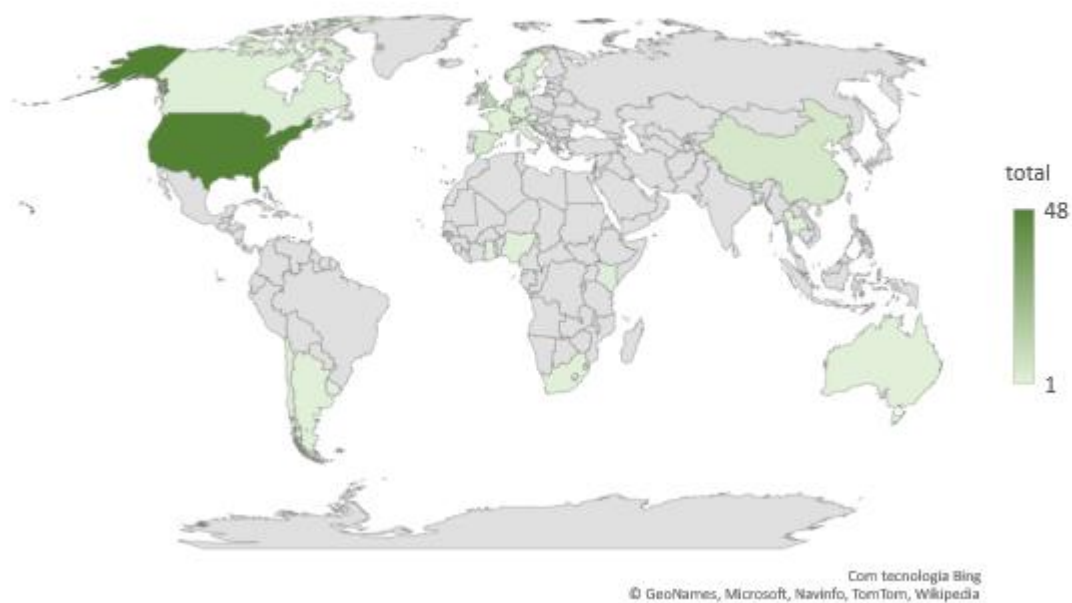 total
48
1
Com tecnologia Bing
© GeoNames, Microsoft, Navinfo, TomTom, Wikipedia